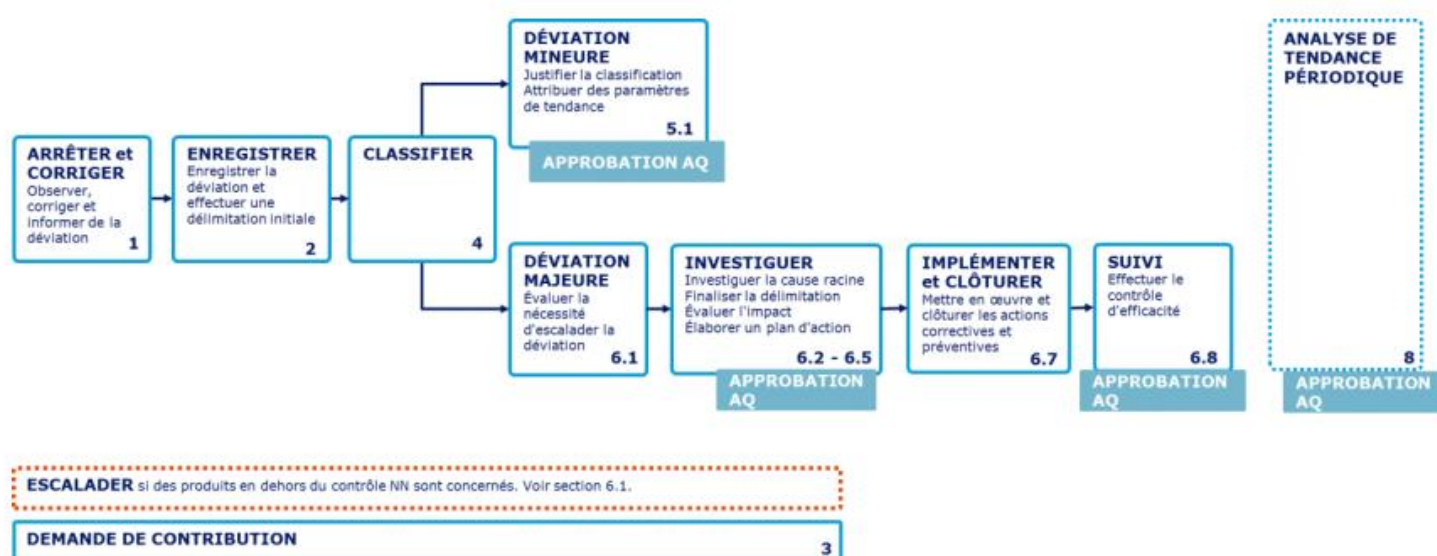 ARRÊTER et
CORRIGER
Observer,
corriger et
informer de la
déviation
1
ENREGISTRER
Enregistrer la
déviation et
effectuer une
délimitation initiale
2
CLASSIFIER
4
DÉVIATION
MINEURE
Justifier la classification
Attribuer des paramètres
de tendance
5.1
APPROBATION AQ
DÉVIATION
MAJEURE
Évaluer la
nécessité
d'escalader la
déviation
6.1
INVESTIGUER
Investiguer la cause racine
Finaliser la délimitation
Évaluer l'impact
Élaborer un plan d'action
6.2 - 6.5
APPROBATION
AQ
IMPLÉMENTER
et CLÔTURER
Mettre en œuvre et
clôturer les actions
correctives et
préventives
6.7
SUIVI
Effectuer le
contrôle
d'efficacité
6.8
APPROBATION
AQ
ANALYSE DE
TENDANCE
PÉRIODIQUE
8
APPROBATION
AQ
ESCALADER si des produits en dehors du contrôle NN sont concernés. Voir section 6.1.
DEMANDE DE CONTRIBUTION
3